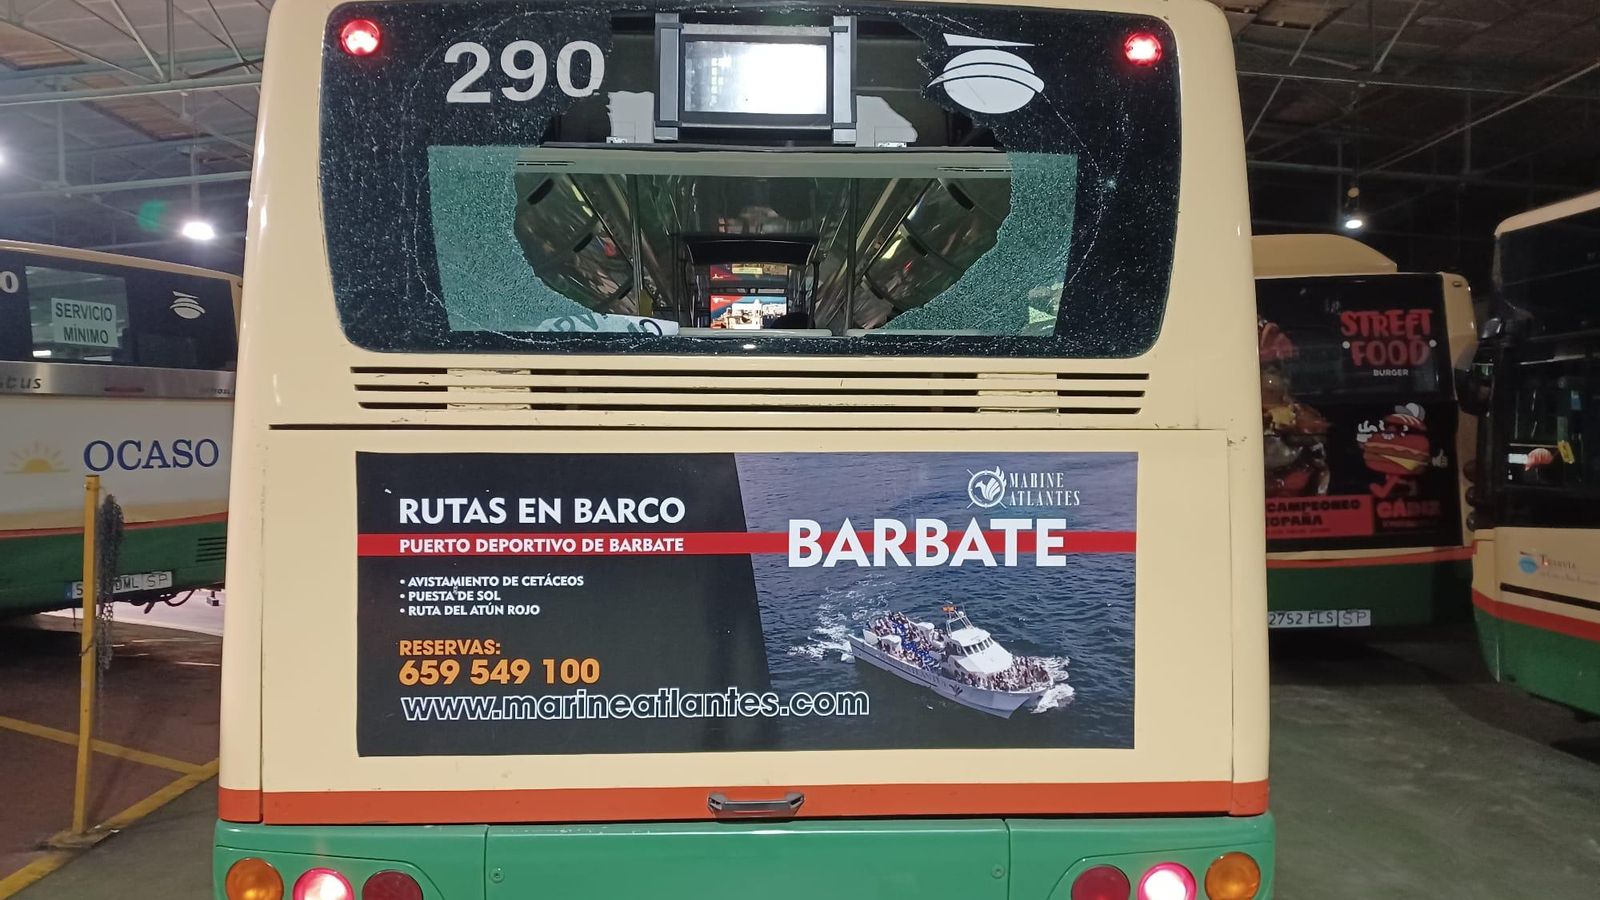 290
SERVICIO
MÍNIMO
OCASO
RUTAS EN BARCO
PUERTO DEPORTIVO DE BARBATE
• AVISTAMIENTO DE CETÁCEOS
• PUESTA DE SOL
• RUTA DEL ATÚN ROJO
RESERVAS:
659 549 100
www.marineatlantes.com
MARINE
ATLANTES
BARBATE
STREET
FOOD
BURGER
CAMPEONEO
ESPAÑA
CÁDIZ
2752 FLS SP